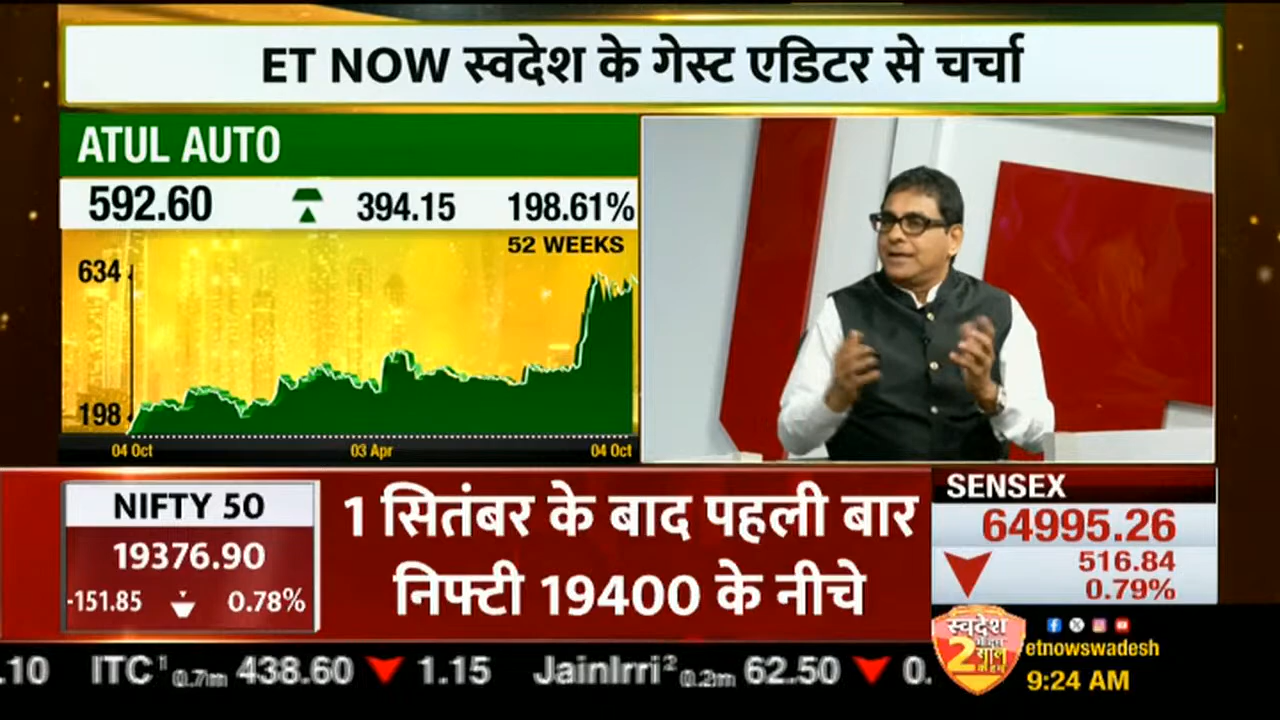 ET NOW स्वदेश के गेस्ट एडिटर से चर्चा
ATUL AUTO
592.60 394.15 198.61%
52 WEEKS
634
198
04 Oct 03 Apr 04 Oct
NIFTY 50
19376.90
-151.85 0.78%
1 सितंबर के बाद पहली बार
निफ्टी 19400 के नीचे
SENSEX
64995.26
516.84
0.79%
स्वदेश
2
साल
etnowswadesh
9:24 AM
.10 ITC 1 0.7m 438.60 1.15 JainIrri 2 0.2m 62.50 0.